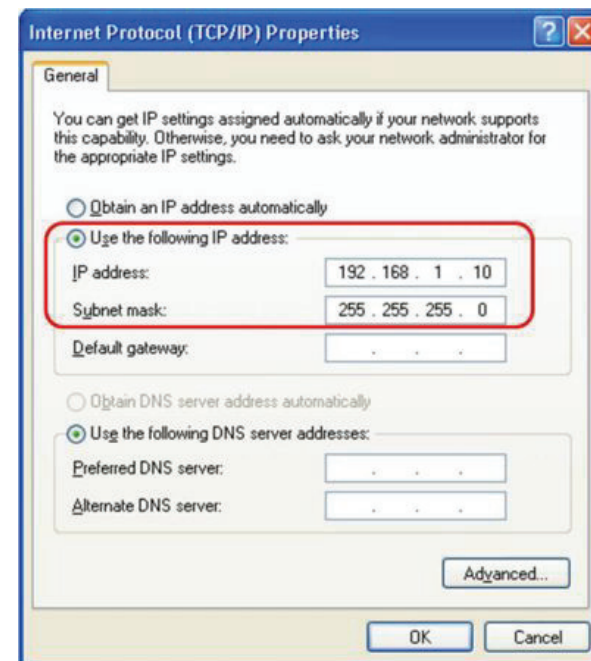 Internet Protocol (TCP/IP) Properties
General
You can get IP settings assigned automatically if your network supports
this capability. Otherwise, you need to ask your network administrator for
the appropriate IP settings.
Obtain an IP address automatically
Use the following IP address:
IP address: 192 . 168 . 1 . 10
Subnet mask: 255 . 255 . 255 . 0
Default gateway: . . .
Obtain DNS server address automatically
Use the following DNS server addresses:
Preferred DNS server: . . .
Alternate DNS server: . . .
Advanced...
OK Cancel